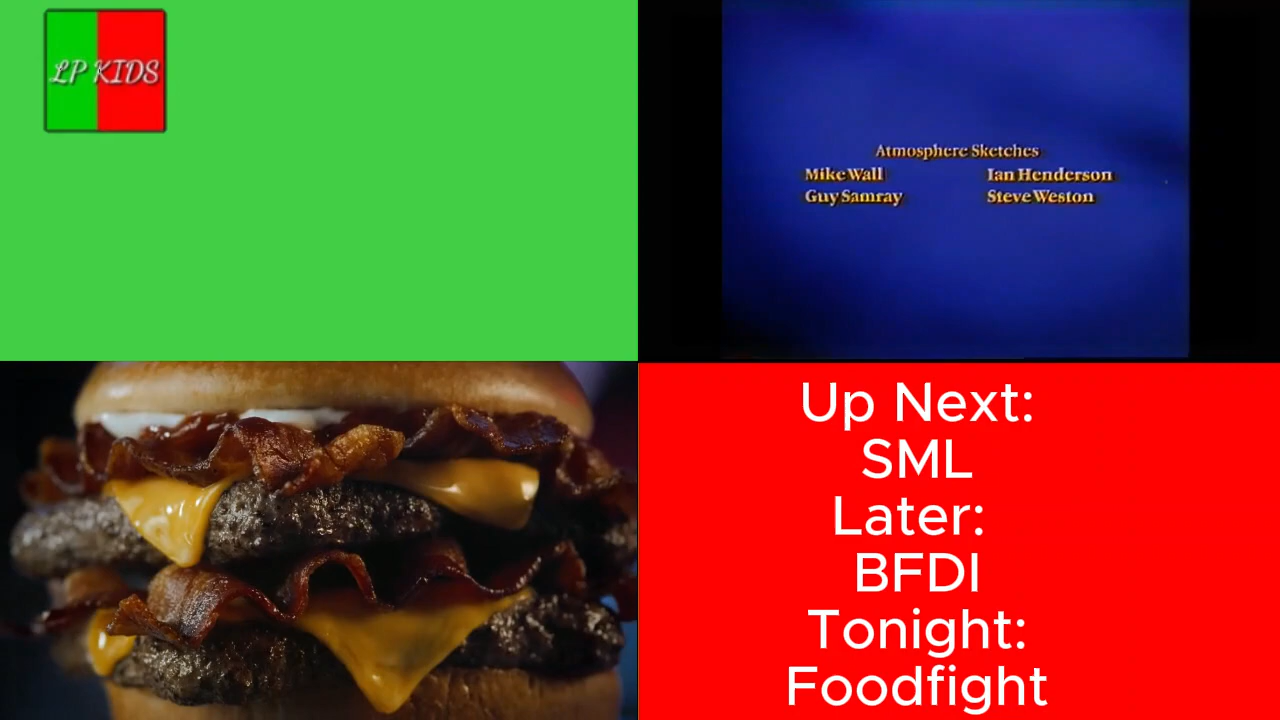 LP KIDS
Atmosphere Sketches
Mike Wall Ian Henderson
Guy Samray Steve Weston
Up Next:
SML
Later:
BFDI
Tonight:
Foodfight